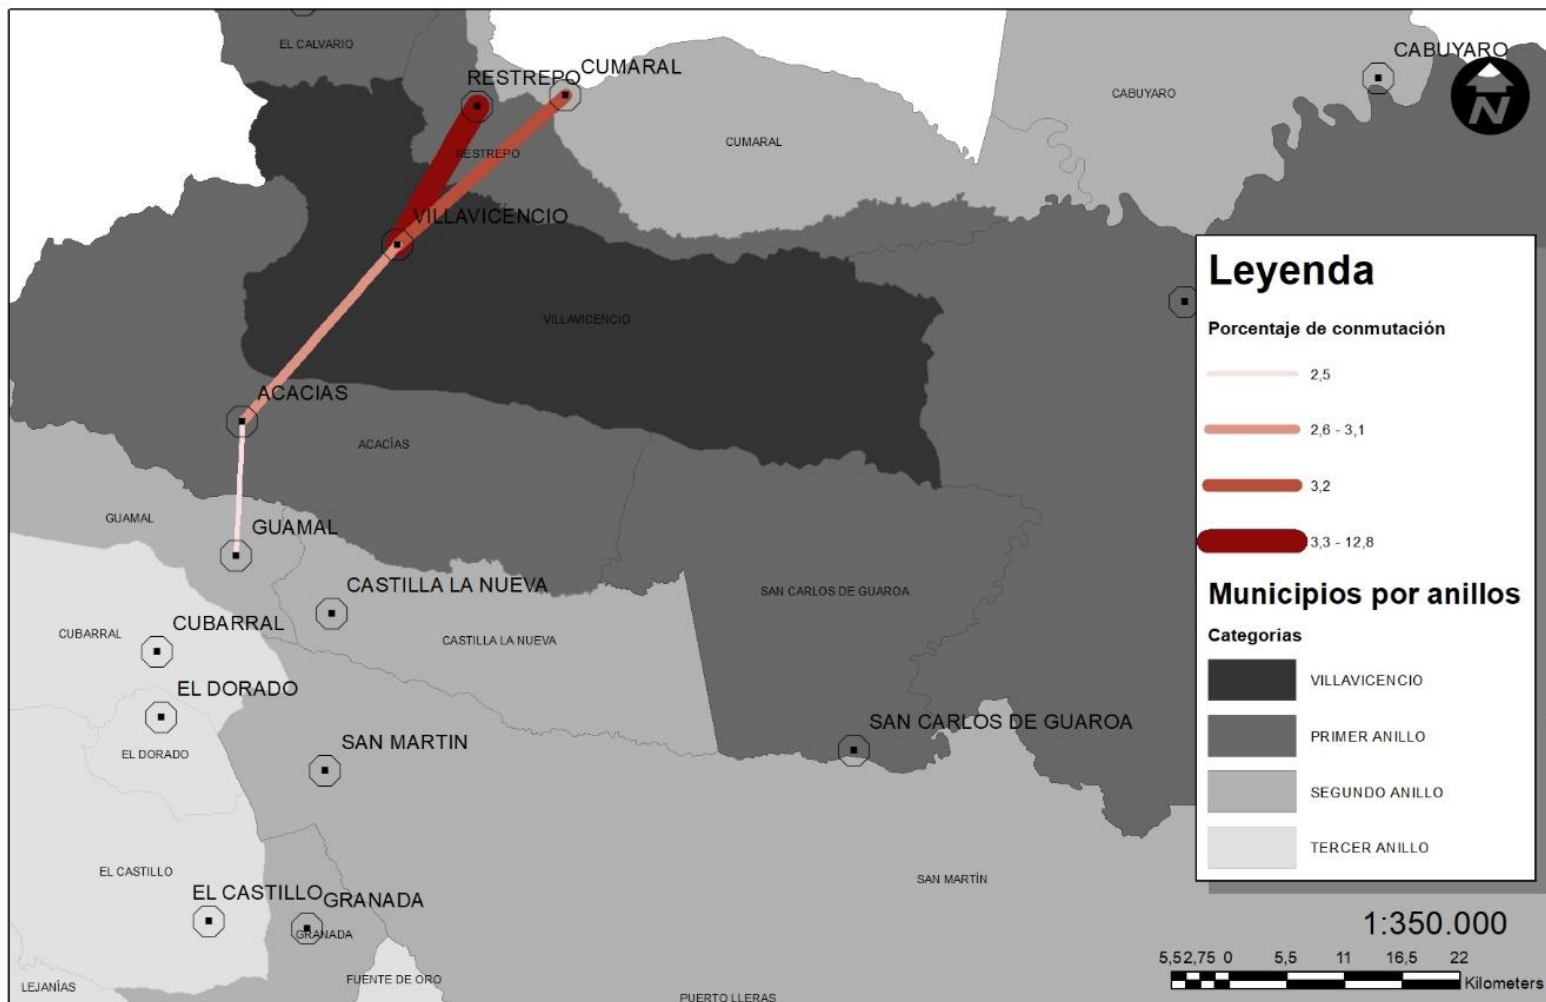 EL CALVARIO
RESTREPO
CUMARAL
CABUYARO
N
CABUYARO
CUMARAL
RESTREPO
VILLAVICENCIO
VILLAVICENCIO
ACACIAS
ACACÍAS
GUAMAL
GUAMAL
CASTILLA LA NUEVA
SAN CARLOS DE GUAROA
CUBARRAL
CUBARRAL
CASTILLA LA NUEVA
EL DORADO
EL DORADO
SAN MARTIN
SAN CARLOS DE GUAROA
EL CASTILLO
EL CASTILLO
GRANADA
GRANADA
SAN MARTÍN
LEJANÍAS
FUENTE DE ORO
PUERTO LLERAS
Leyenda
Porcentaje de conmutación
2,5
2,6 - 3,1
3,2
3,3 - 12,8
Municipios por anillos
Categorias
VILLAVICENCIO
PRIMER ANILLO
SEGUNDO ANILLO
TERCER ANILLO
1:350.000
5,52,75 0 5,5 11 16,5 22
Kilometers